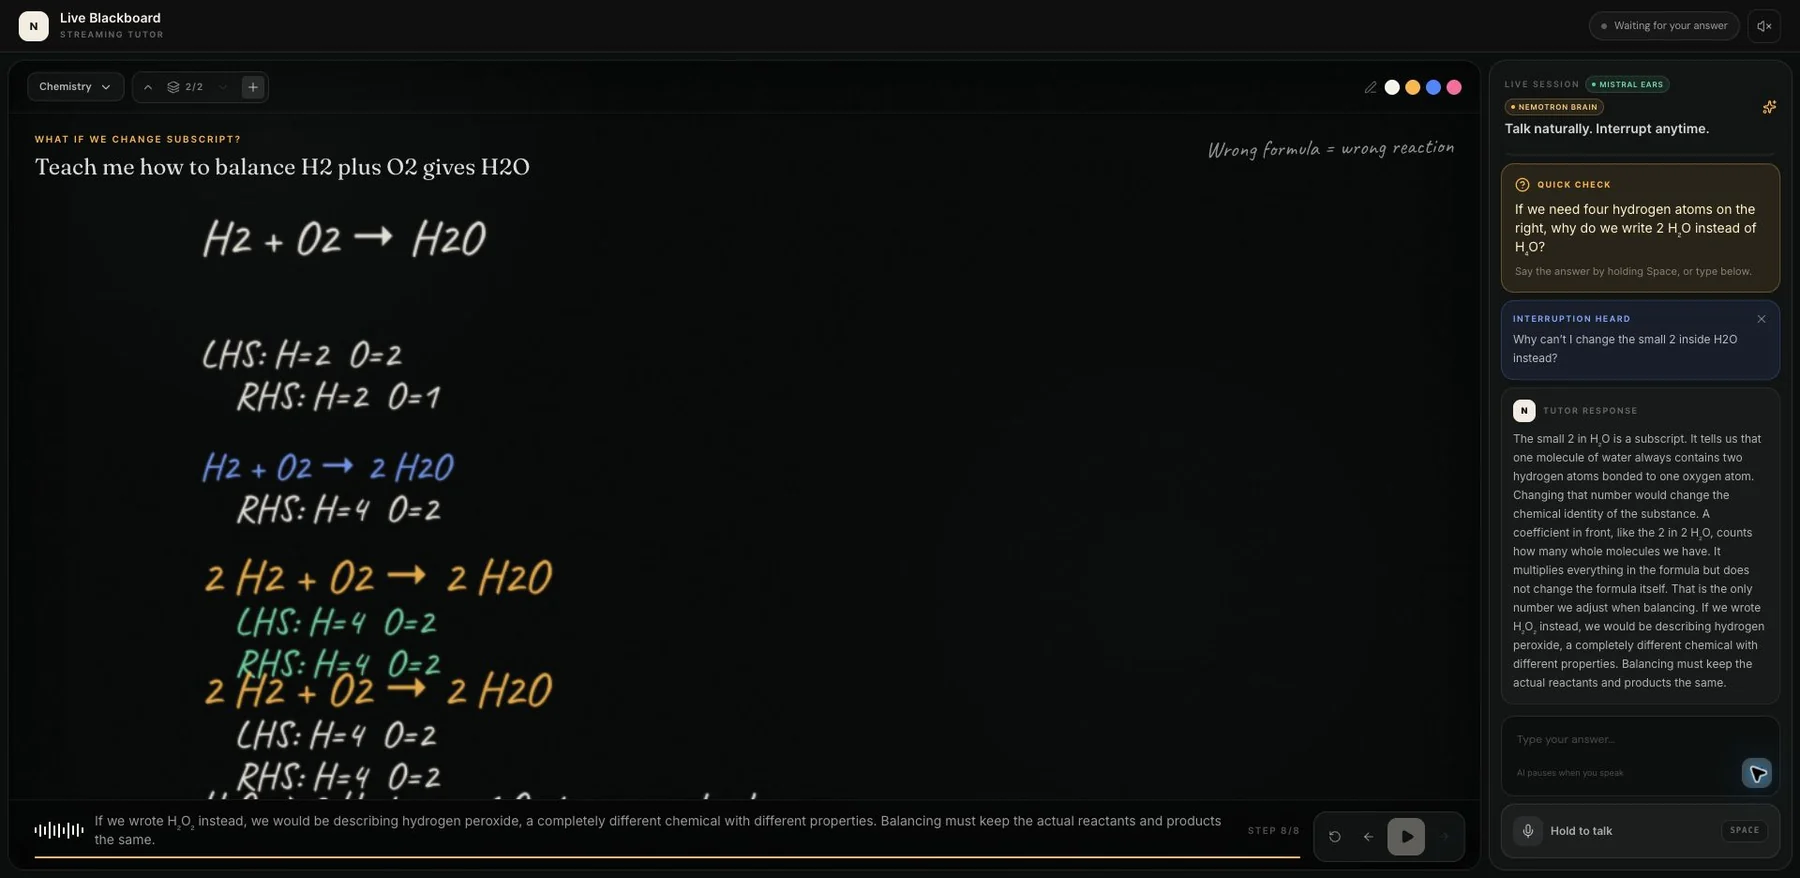 N
Live Blackboard
STREAMING TUTOR
Waiting for your answer
Chemistry
2/2
WHAT IF WE CHANGE SUBSCRIPT?
Teach me how to balance H2 plus O2 gives H2O
Wrong formula = wrong reaction
H2 + O2 → H2O
LHS: H=2 O=2
RHS: H=2 O=1
H2 + O2 → 2 H2O
RHS: H=4 O=2
2 H2 + O2 → 2 H2O
LHS: H=4 O=2
RHS: H=4 O=2
2 H2 + O2 → 2 H2O
LHS: H=4 O=2
RHS: H=4 O=2
If we wrote H₂O₂ instead, we would be describing hydrogen peroxide, a completely different chemical with different properties. Balancing must keep the actual reactants and products
the same.
STEP 8/8
LIVE SESSION
MISTRAL EARS
NEMOTRON BRAIN
Talk naturally. Interrupt anytime.
QUICK CHECK
If we need four hydrogen atoms on the
right, why do we write 2 H₂O instead of
H₄O?
Say the answer by holding Space, or type below.
INTERRUPTION HEARD
Why can't I change the small 2 inside H2O
instead?
N
TUTOR RESPONSE
The small 2 in H₂O is a subscript. It tells us that
one molecule of water always contains two
hydrogen atoms bonded to one oxygen atom.
Changing that number would change the
chemical identity of the substance. A
coefficient in front, like the 2 in 2 H₂O, counts
how many whole molecules we have. It
multiplies everything in the formula but does
not change the formula itself. That is the only
number we adjust when balancing. If we wrote
H₂O₂ instead, we would be describing hydrogen
peroxide, a completely different chemical with
different properties. Balancing must keep the
actual reactants and products the same.
Type your answer...
AI pauses when you speak
Hold to talk
SPACE